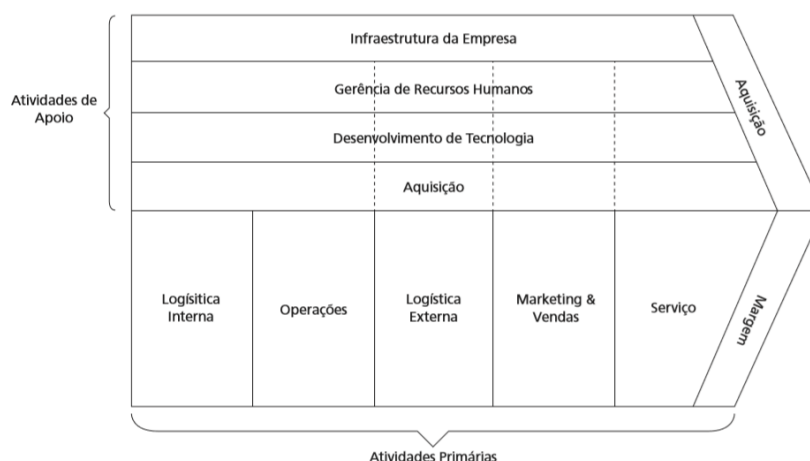 Infraestrutura da Empresa
Gerência de Recursos Humanos
Desenvolvimento de Tecnologia
Aquisição
Atividades de
Apoio
Aquisição
Logísitica
Interna
Operações
Logística
Externa
Marketing &
Vendas
Serviço
Margem
Atividades Primárias